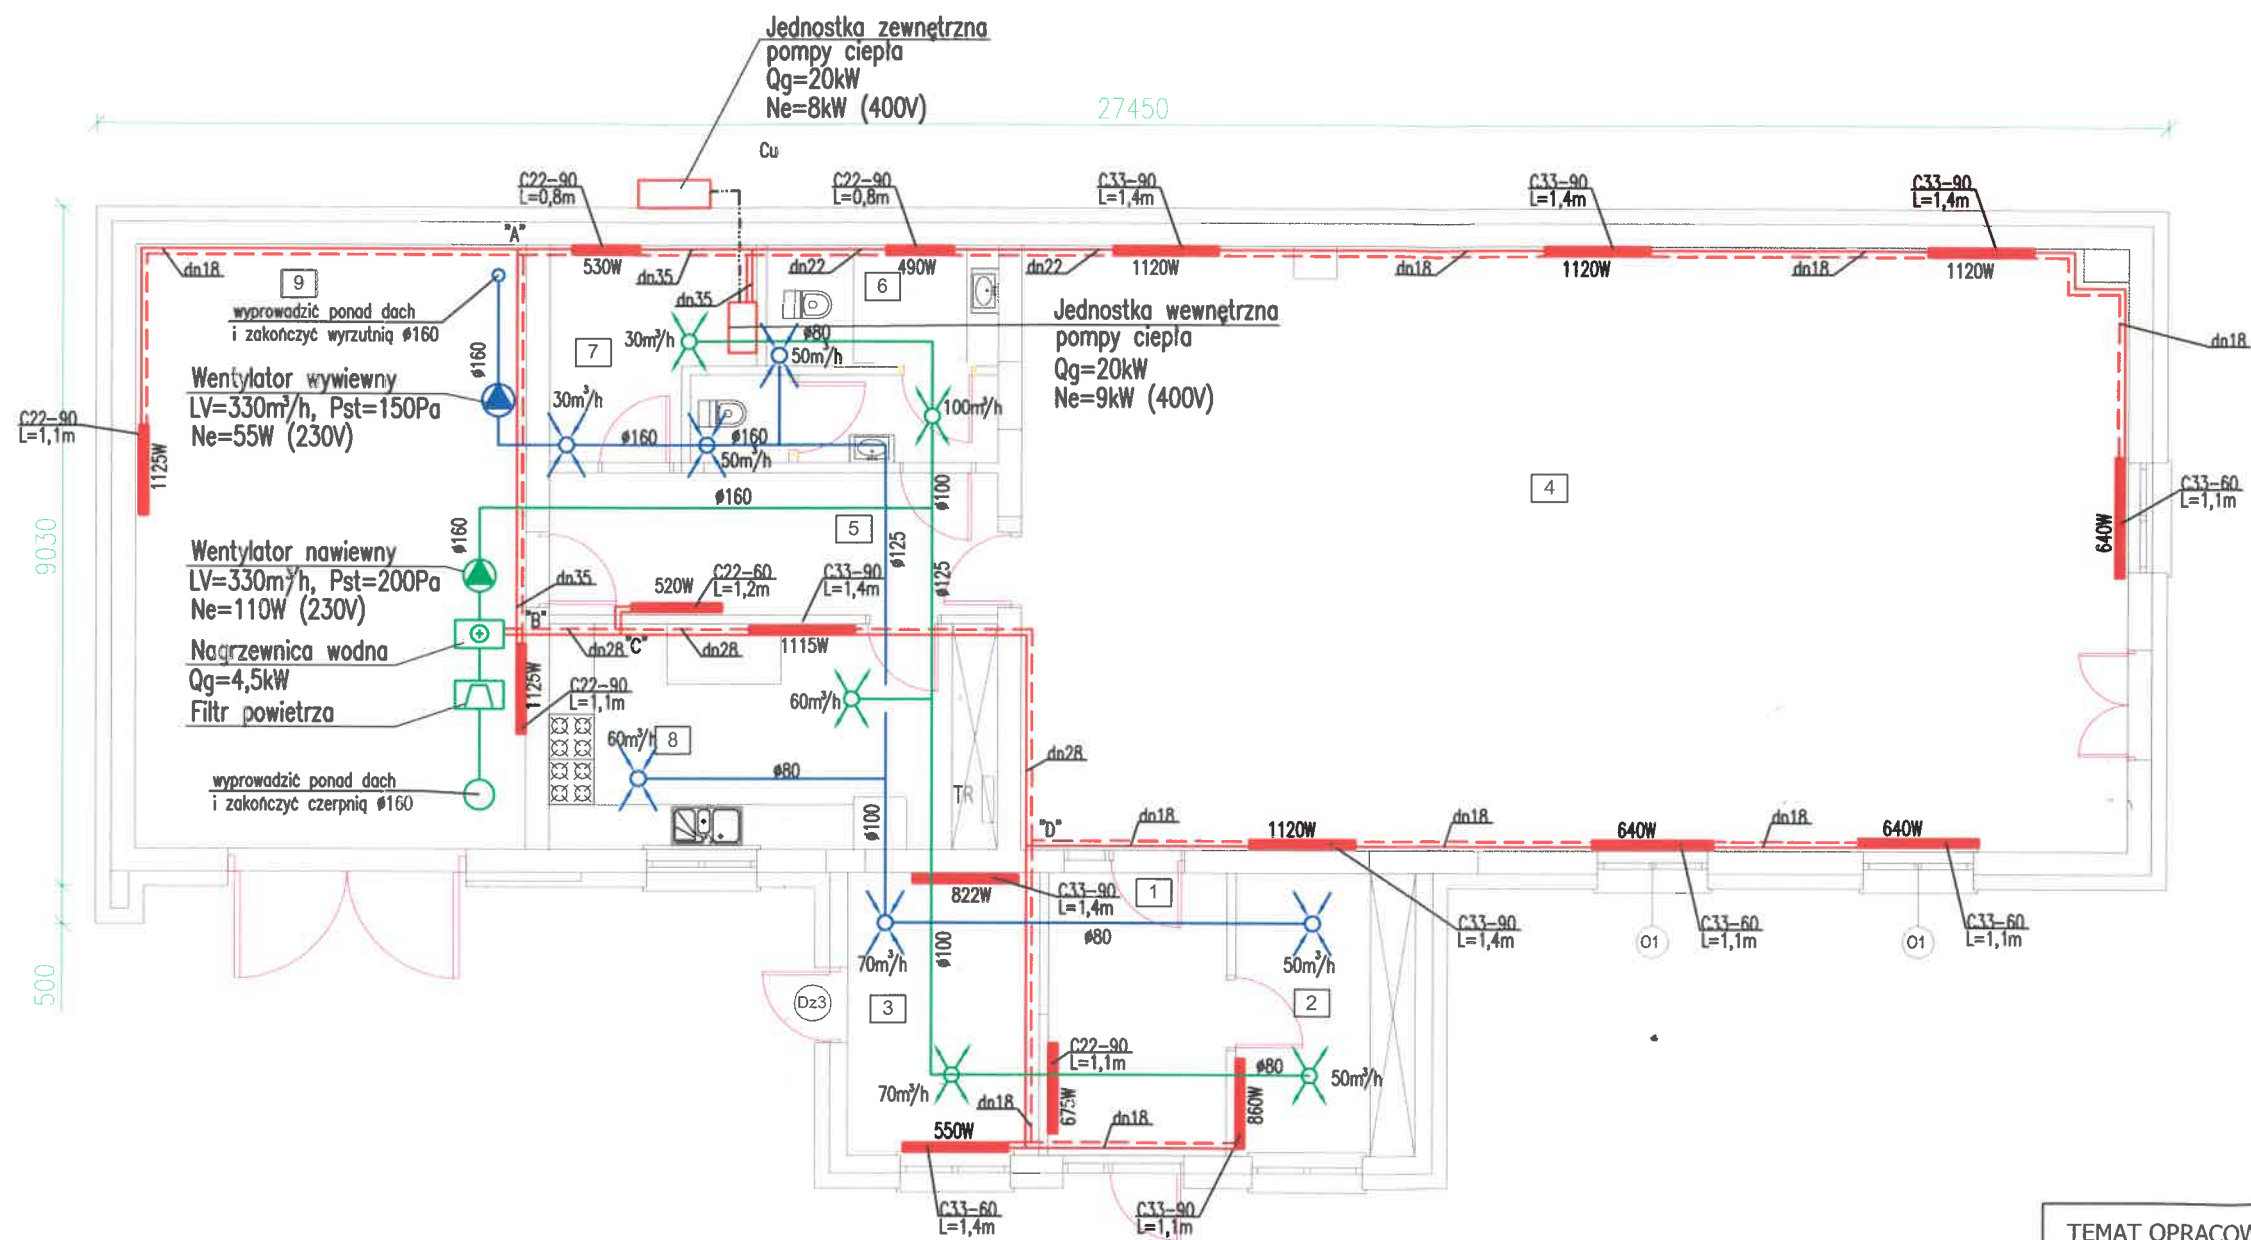 Jednostka zewnętrzna
pompy ciepła
Qg=20kW
Ne=8kW (400V)
27450
Cu
C22-90
L=0,8m
C22-90
L=0,8m
C33-90
L=1,4m
C33-90
L=1,4m
C33-90
L=1,4m
"A"
dn18
9
530W
dn35
dn35
dn22
490W
6
dn22
1120W
dn18
1120W
dn18
1120W
wyprowadzić ponad dach
i zakończyć wyrzutnią ø160
ø160
7
30m³/h
ø80
50m³/h
Jednostka wewnętrzna
pompy ciepła
Qg=20kW
Ne=9kW (400V)
dn18
Wentylator wywiewny
LV=330m³/h, Pst=150Pa
Ne=55W (230V)
C22-90
L=1,1m
1125W
30m³/h
100m³/h
ø160
ø160
50m³/h
ø160
ø100
4
C33-60
L=1,1m
640W
9030
ø160
5
ø125
ø125
Wentylator nawiewny
LV=330m³/h, Pst=200Pa
Ne=110W (230V)
dn35
520W
C22-60
L=1,2m
C33-90
L=1,4m
"B"
dn28
"C"
dn28
1115W
Nagrzewnica wodna
Qg=4,5kW
Filtr powietrza
1125W
C22-90
L=1,1m
60m³/h
60m³/h
8
ø80
dn28
wyprowadzić ponad dach
i zakończyć czerpnią ø160
TR
ø100
"D"
dn18
1120W
dn18
640W
dn18
640W
822W
C33-90
L=1,4m
1
ø80
C33-90
L=1,4m
O1
C33-60
L=1,1m
O1
C33-60
L=1,1m
500
70m³/h
ø100
50m³/h
Dz3
3
2
C22-90
L=1,1m
ø80
50m³/h
70m³/h
dn18
675W
dn18
860W
550W
C33-60
L=1,4m
C33-90
L=1,1m
TEMAT OPRACOW